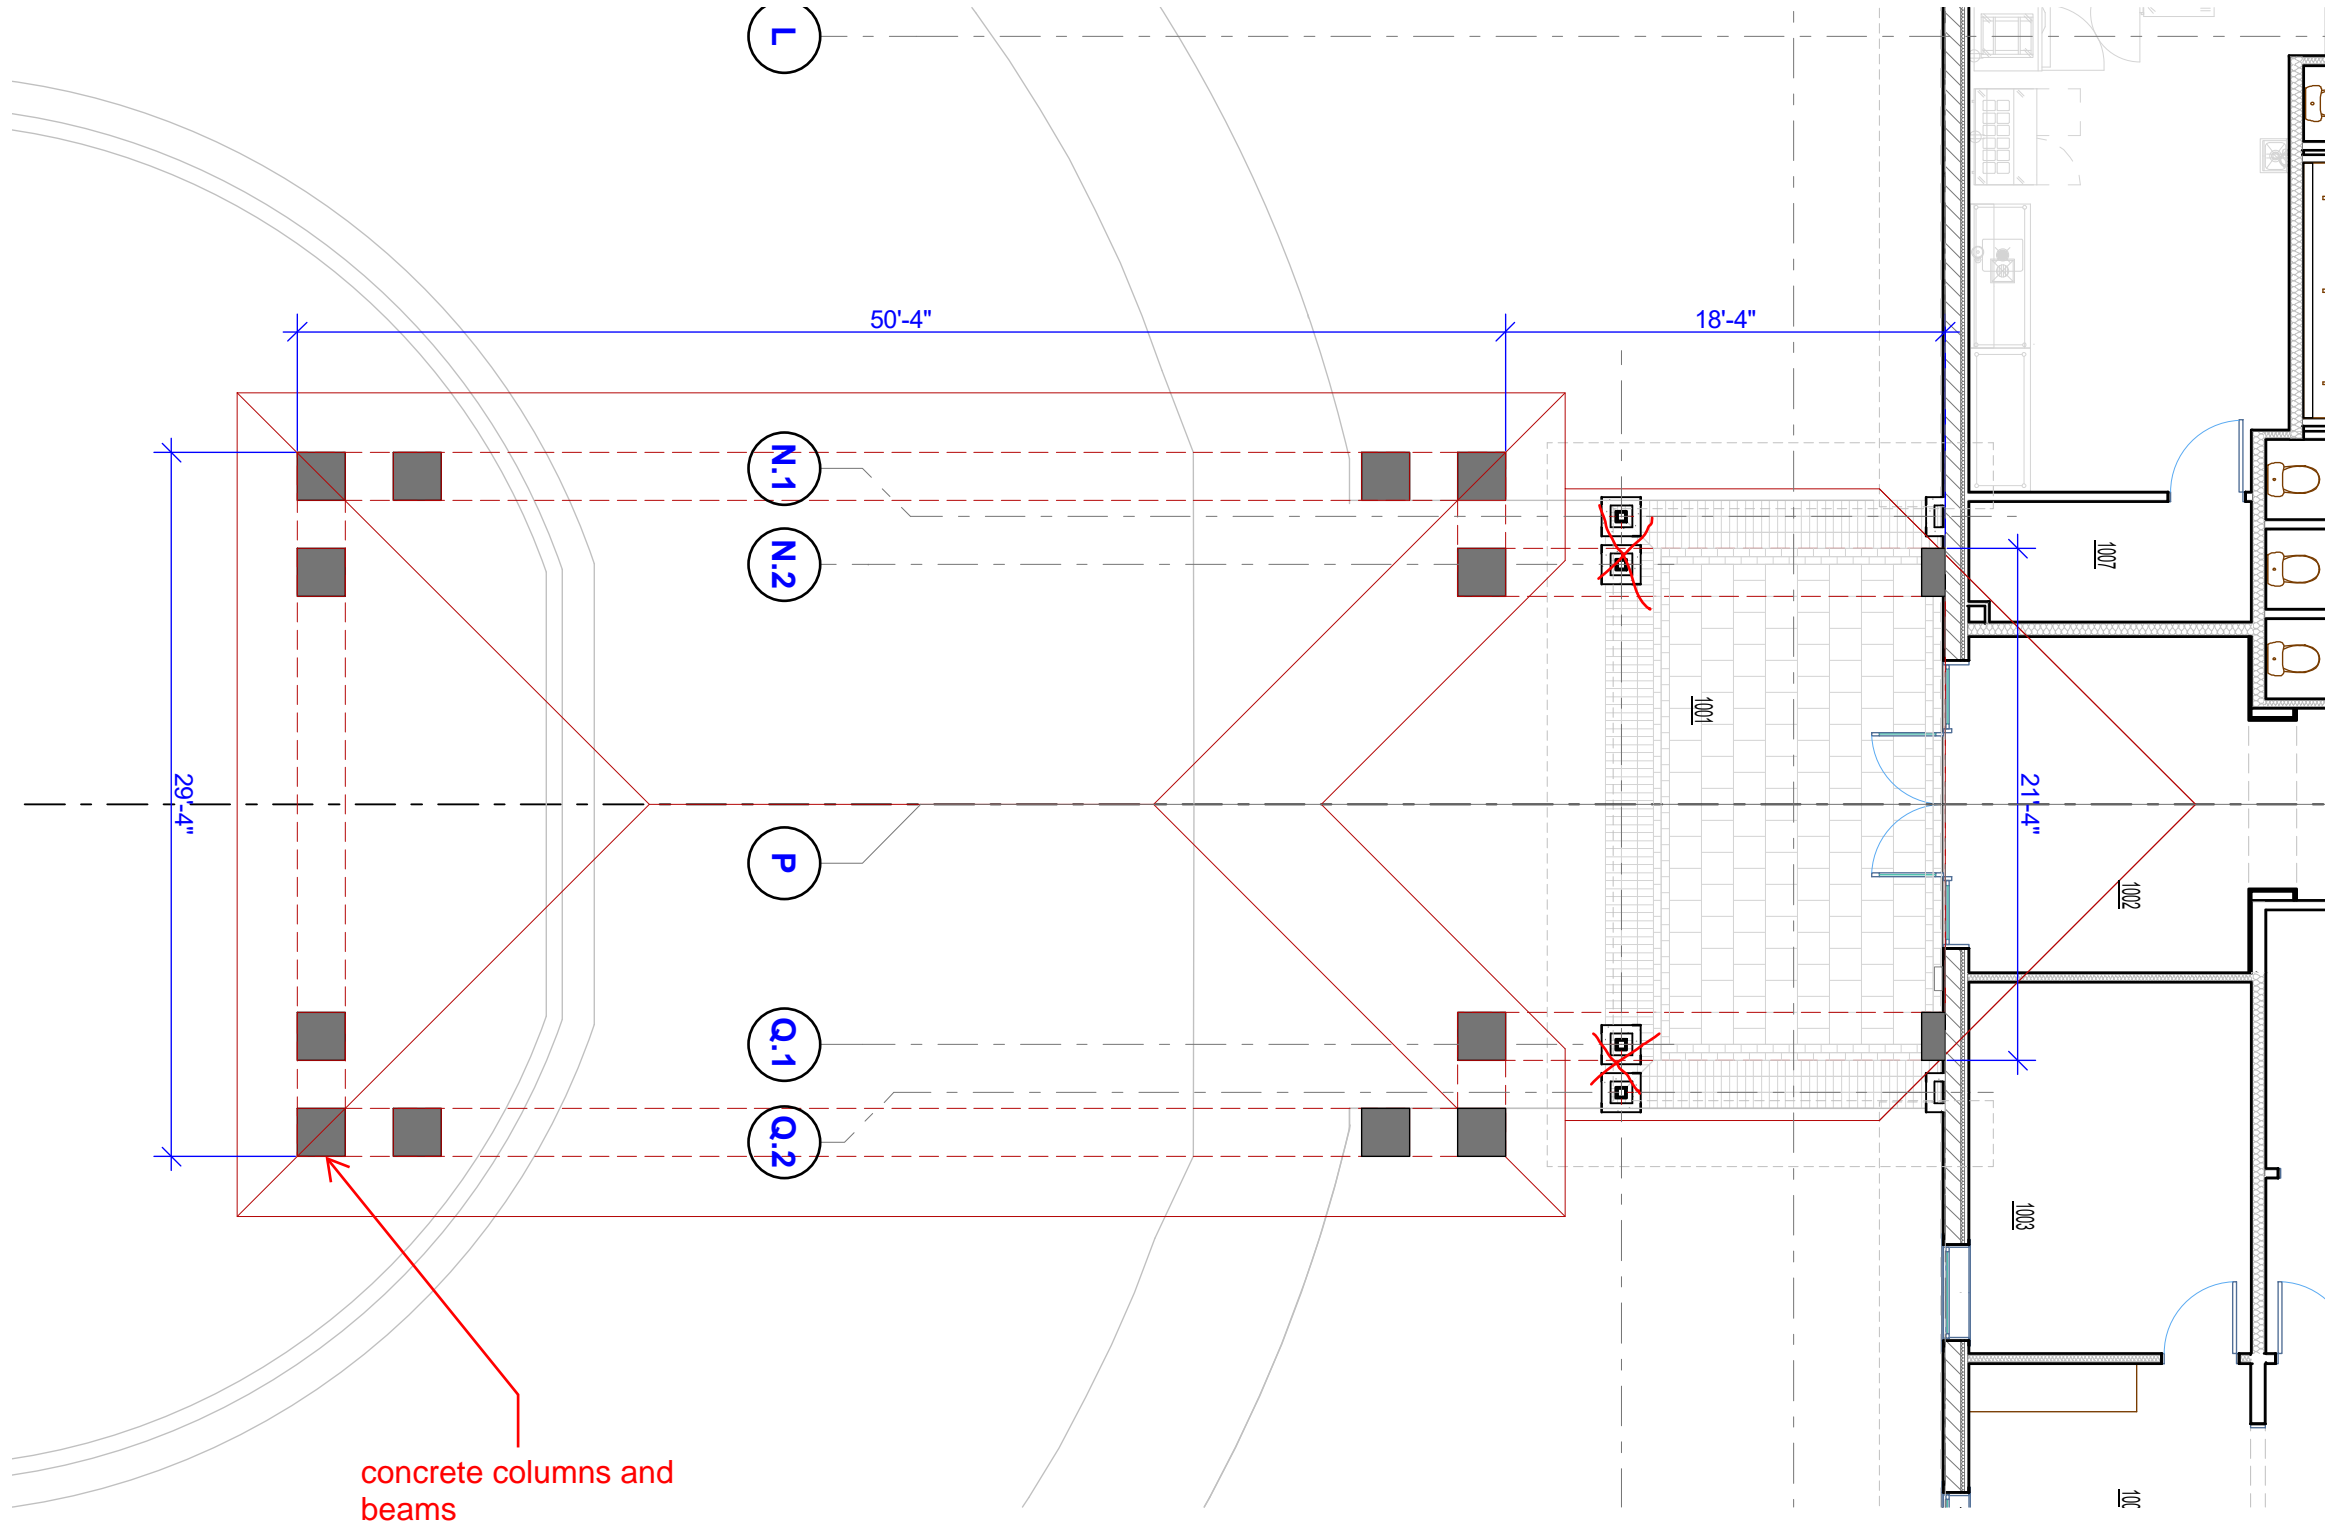 L
50'-4"
18'-4"
N.1
N.2
1007
1001
29'-4"
21'-4"
P
1002
Q.1
Q.2
1003
concrete columns and
beams